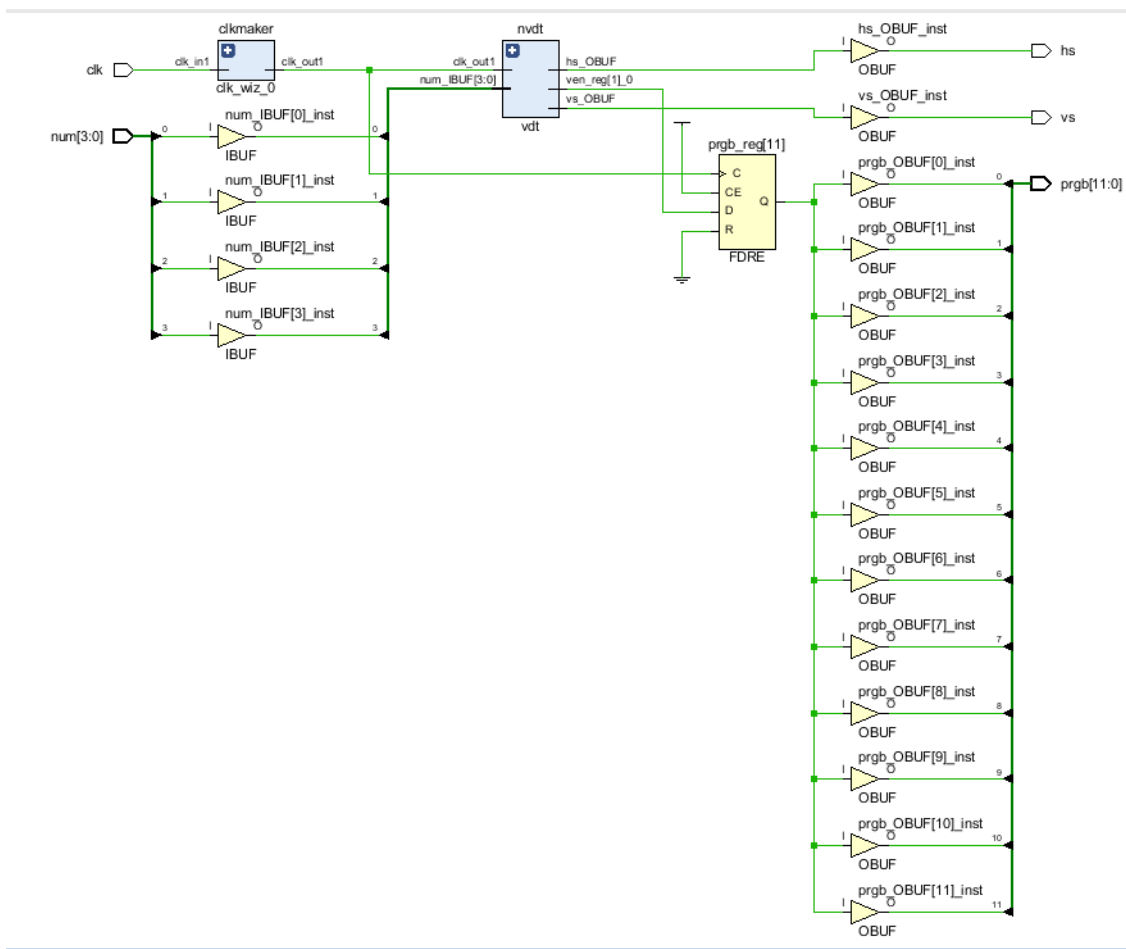 clkmaker
clk
clk_in1
clk_out1
clk_wiz_0
num[3:0]
0
I
num_IBUF[0]_inst
O
0
IBUF
1
I
num_IBUF[1]_inst
O
1
IBUF
2
I
num_IBUF[2]_inst
O
2
IBUF
3
I
num_IBUF[3]_inst
O
3
IBUF
nvdt
clk_out1
num_IBUF[3:0]
hs_OBUF
ven_reg[1]_0
vs_OBUF
vdt
prgb_reg[11]
C
CE
D
R
Q
FDRE
hs_OBUF_inst
I
O
OBUF
hs
vs_OBUF_inst
I
O
OBUF
vs
prgb_OBUF[0]_inst
I
O
0
OBUF
prgb[11:0]
prgb_OBUF[1]_inst
I
O
1
OBUF
prgb_OBUF[2]_inst
I
O
2
OBUF
prgb_OBUF[3]_inst
I
O
3
OBUF
prgb_OBUF[4]_inst
I
O
4
OBUF
prgb_OBUF[5]_inst
I
O
5
OBUF
prgb_OBUF[6]_inst
I
O
6
OBUF
prgb_OBUF[7]_inst
I
O
7
OBUF
prgb_OBUF[8]_inst
I
O
8
OBUF
prgb_OBUF[9]_inst
I
O
9
OBUF
prgb_OBUF[10]_inst
I
O
10
OBUF
prgb_OBUF[11]_inst
I
O
11
OBUF